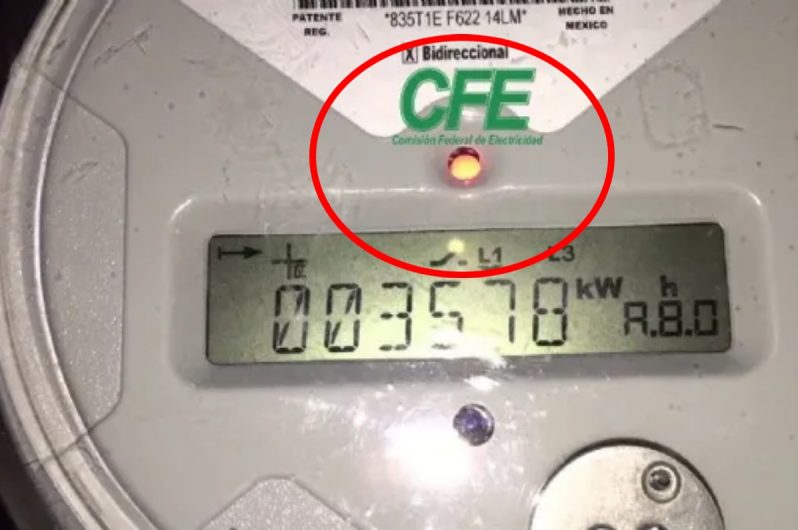 PATENTE
REG.
*835T1E F622 14LM*
HECHO EN
MEXICO
X Bidireccional
CFE
Comisión Federal de Electricidad
L1 L3
003578 kW h
A.8.0